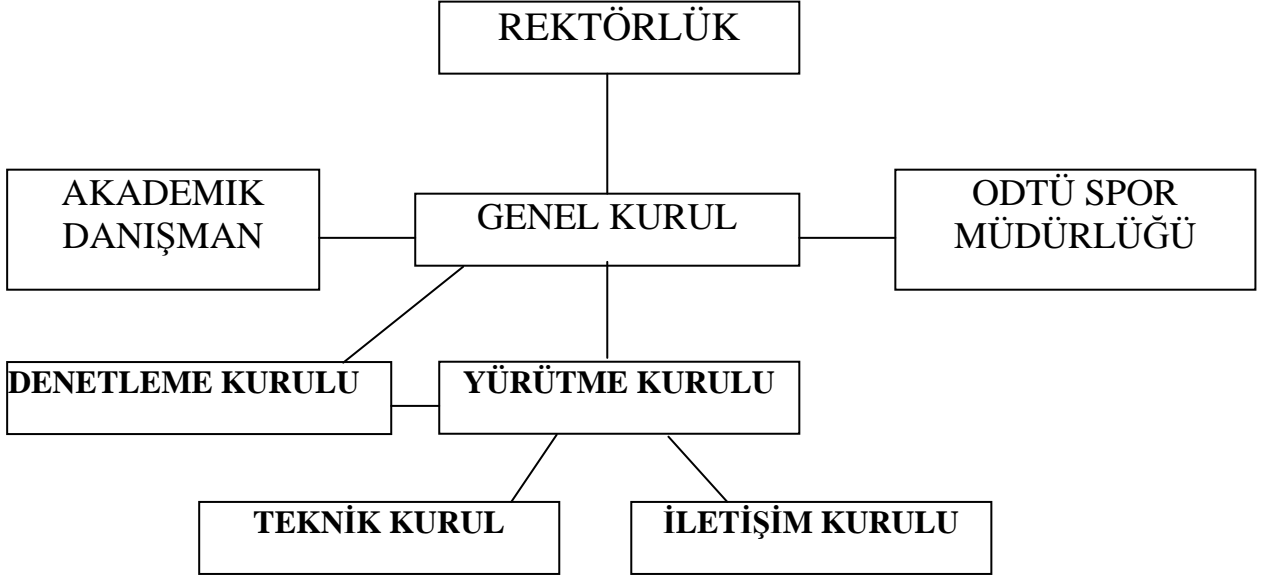 REKTÖRLÜK
AKADEMIK
DANIŞMAN
GENEL KURUL
ODTÜ SPOR
MÜDÜRLÜĞÜ
DENETLEME KURULU
YÜRÜTME KURULU
TEKNİK KURUL
İLETİŞİM KURULU